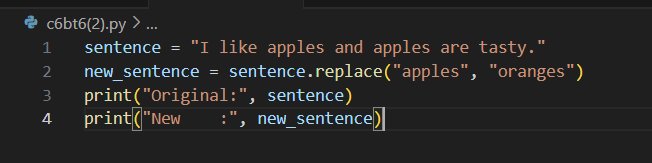 c6bt6(2).py > ...
1 sentence = "I like apples and apples are tasty."
2 new_sentence = sentence.replace("apples", "oranges")
3 print("Original:", sentence)
4 print("New    :", new_sentence)